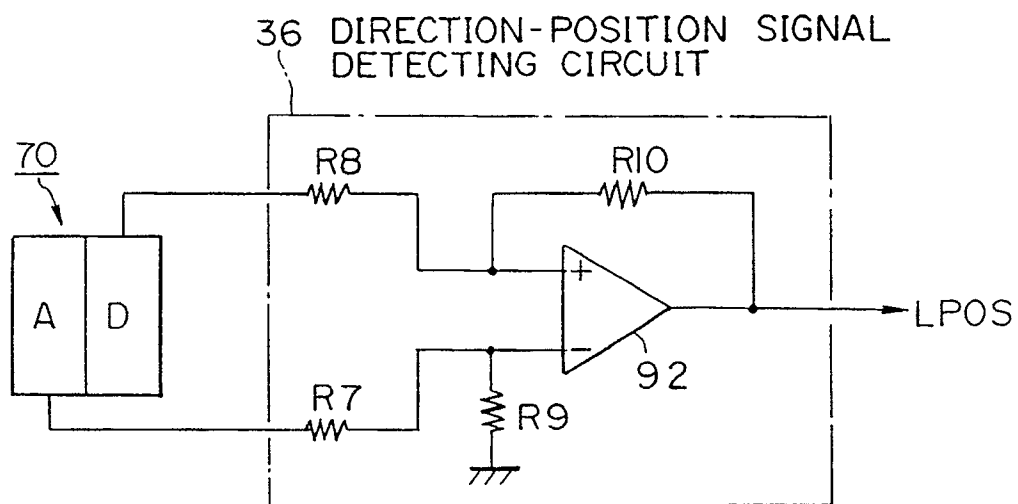 36 DIRECTION-POSITION SIGNAL
DETECTING CIRCUIT
70
R8
R10
A
D
+
−
92
LPOS
R7
R9